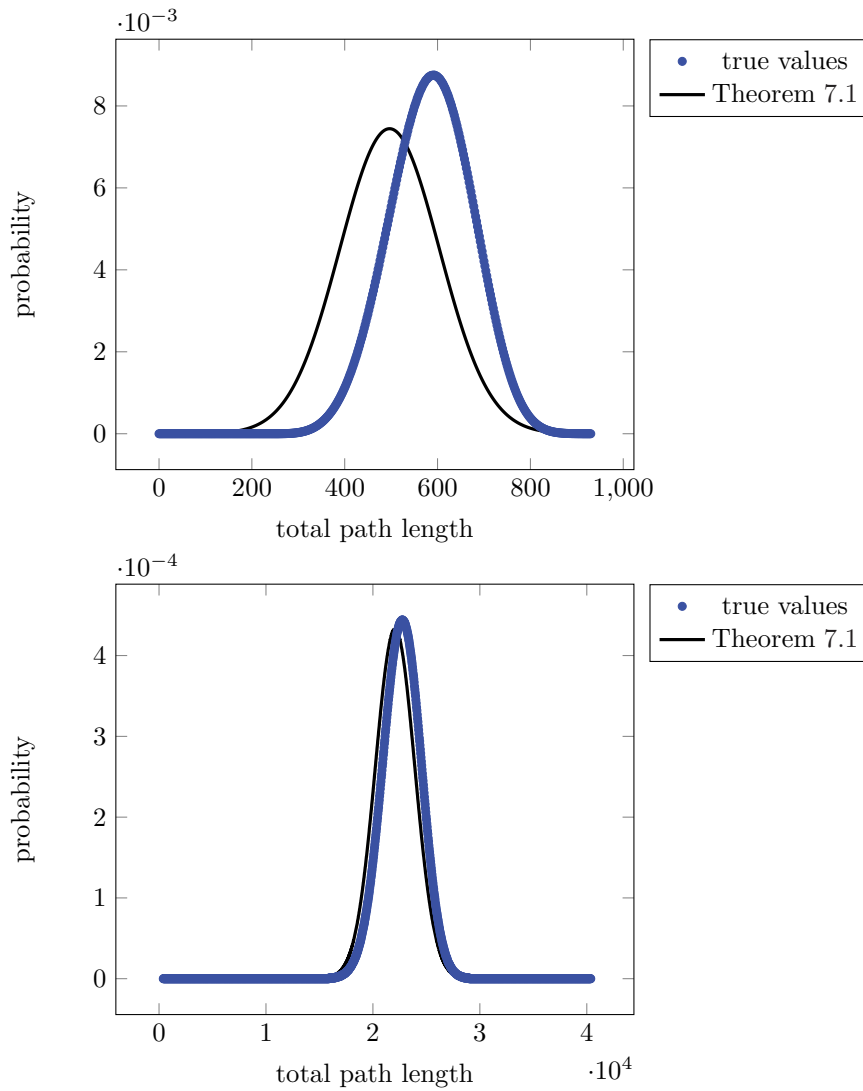 ·10⁻³
8
6
4
2
0
0 200 400 600 800 1,000
probability
total path length
true values
Theorem 7.1
·10⁻⁴
4
3
2
1
0
0 1 2 3 4
·10⁴
probability
total path length
true values
Theorem 7.1